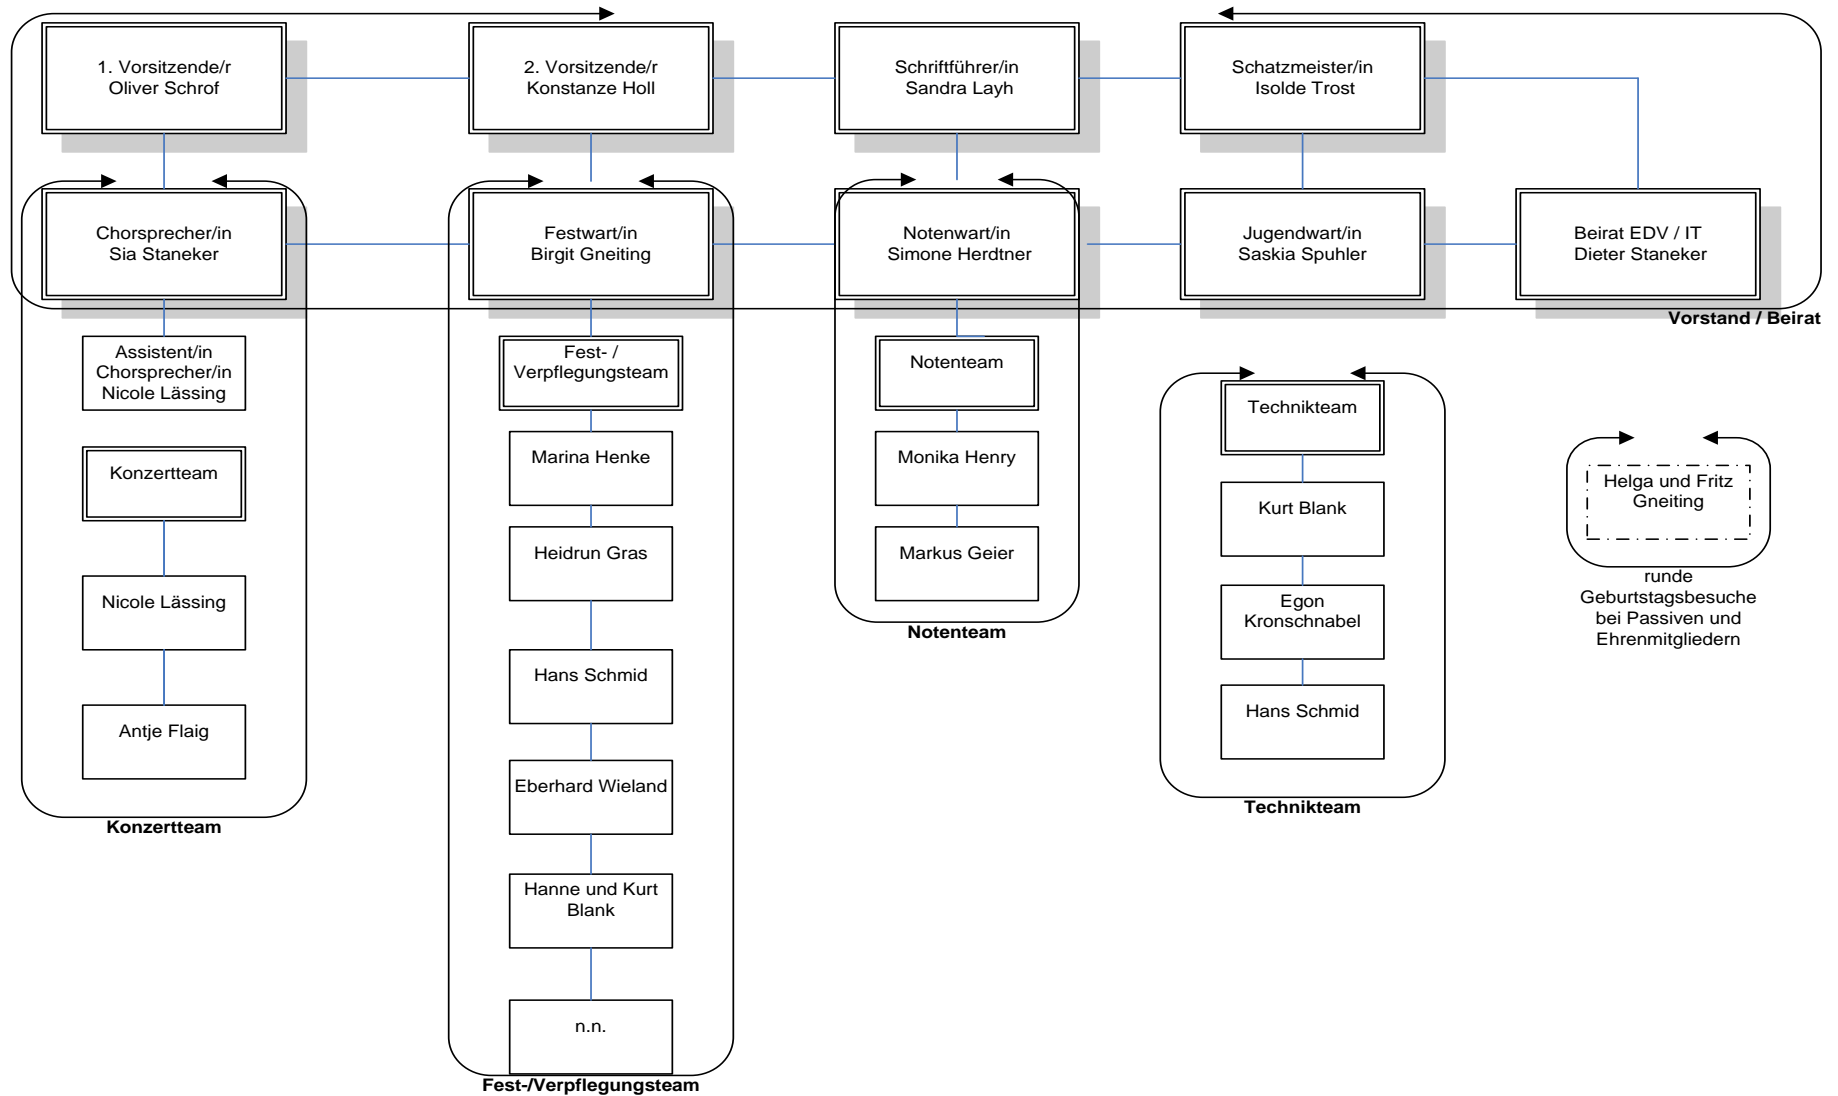 1. Vorsitzende/r
Oliver Schrof
2. Vorsitzende/r
Konstanze Holl
Schriftführer/in
Sandra Layh
Schatzmeister/in
Isolde Trost
Chorsprecher/in
Sia Staneker
Festwart/in
Birgit Gneiting
Notenwart/in
Simone Herdtner
Jugendwart/in
Saskia Spuhler
Beirat EDV / IT
Dieter Staneker
Vorstand / Beirat
Assistent/in
Chorsprecher/in
Nicole Lässing
Konzertteam
Nicole Lässing
Antje Flaig
Konzertteam
Fest- /
Verpflegungsteam
Marina Henke
Heidrun Gras
Hans Schmid
Eberhard Wieland
Hanne und Kurt
Blank
n.n.
Fest-/Verpflegungsteam
Notenteam
Monika Henry
Markus Geier
Notenteam
Technikteam
Kurt Blank
Egon
Kronschnabel
Hans Schmid
Technikteam
Helga und Fritz
Gneiting
runde
Geburtstagsbesuche
bei Passiven und
Ehrenmitgliedern